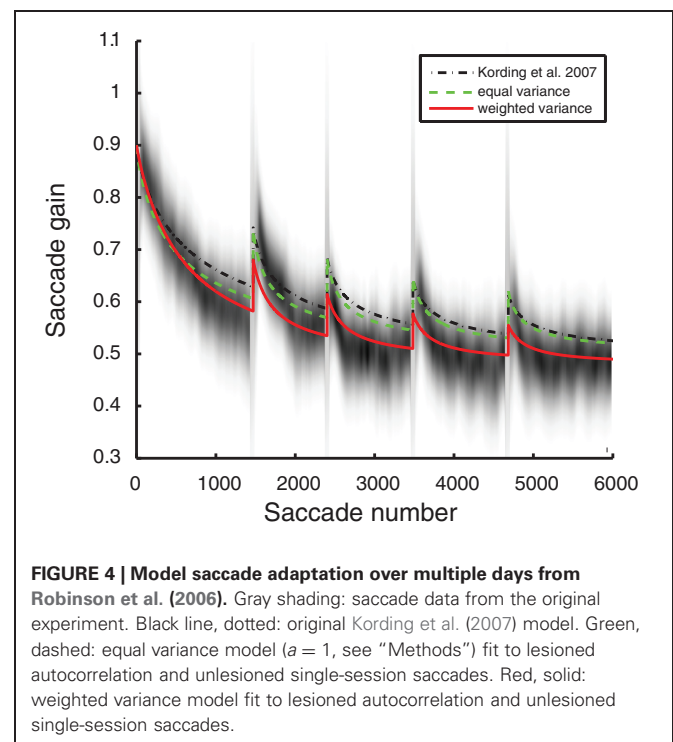 1.1
1
0.9
0.8
0.7
0.6
0.5
0.4
0.3
Saccade gain
Kording et al. 2007
equal variance
weighted variance
0 1000 2000 3000 4000 5000 6000
Saccade number
FIGURE 4 | Model saccade adaptation over multiple days from
Robinson et al. (2006). Gray shading: saccade data from the original
experiment. Black line, dotted: original Kording et al. (2007) model. Green,
dashed: equal variance model (a = 1, see “Methods”) fit to lesioned
autocorrelation and unlesioned single-session saccades. Red, solid:
weighted variance model fit to lesioned autocorrelation and unlesioned
single-session saccades.